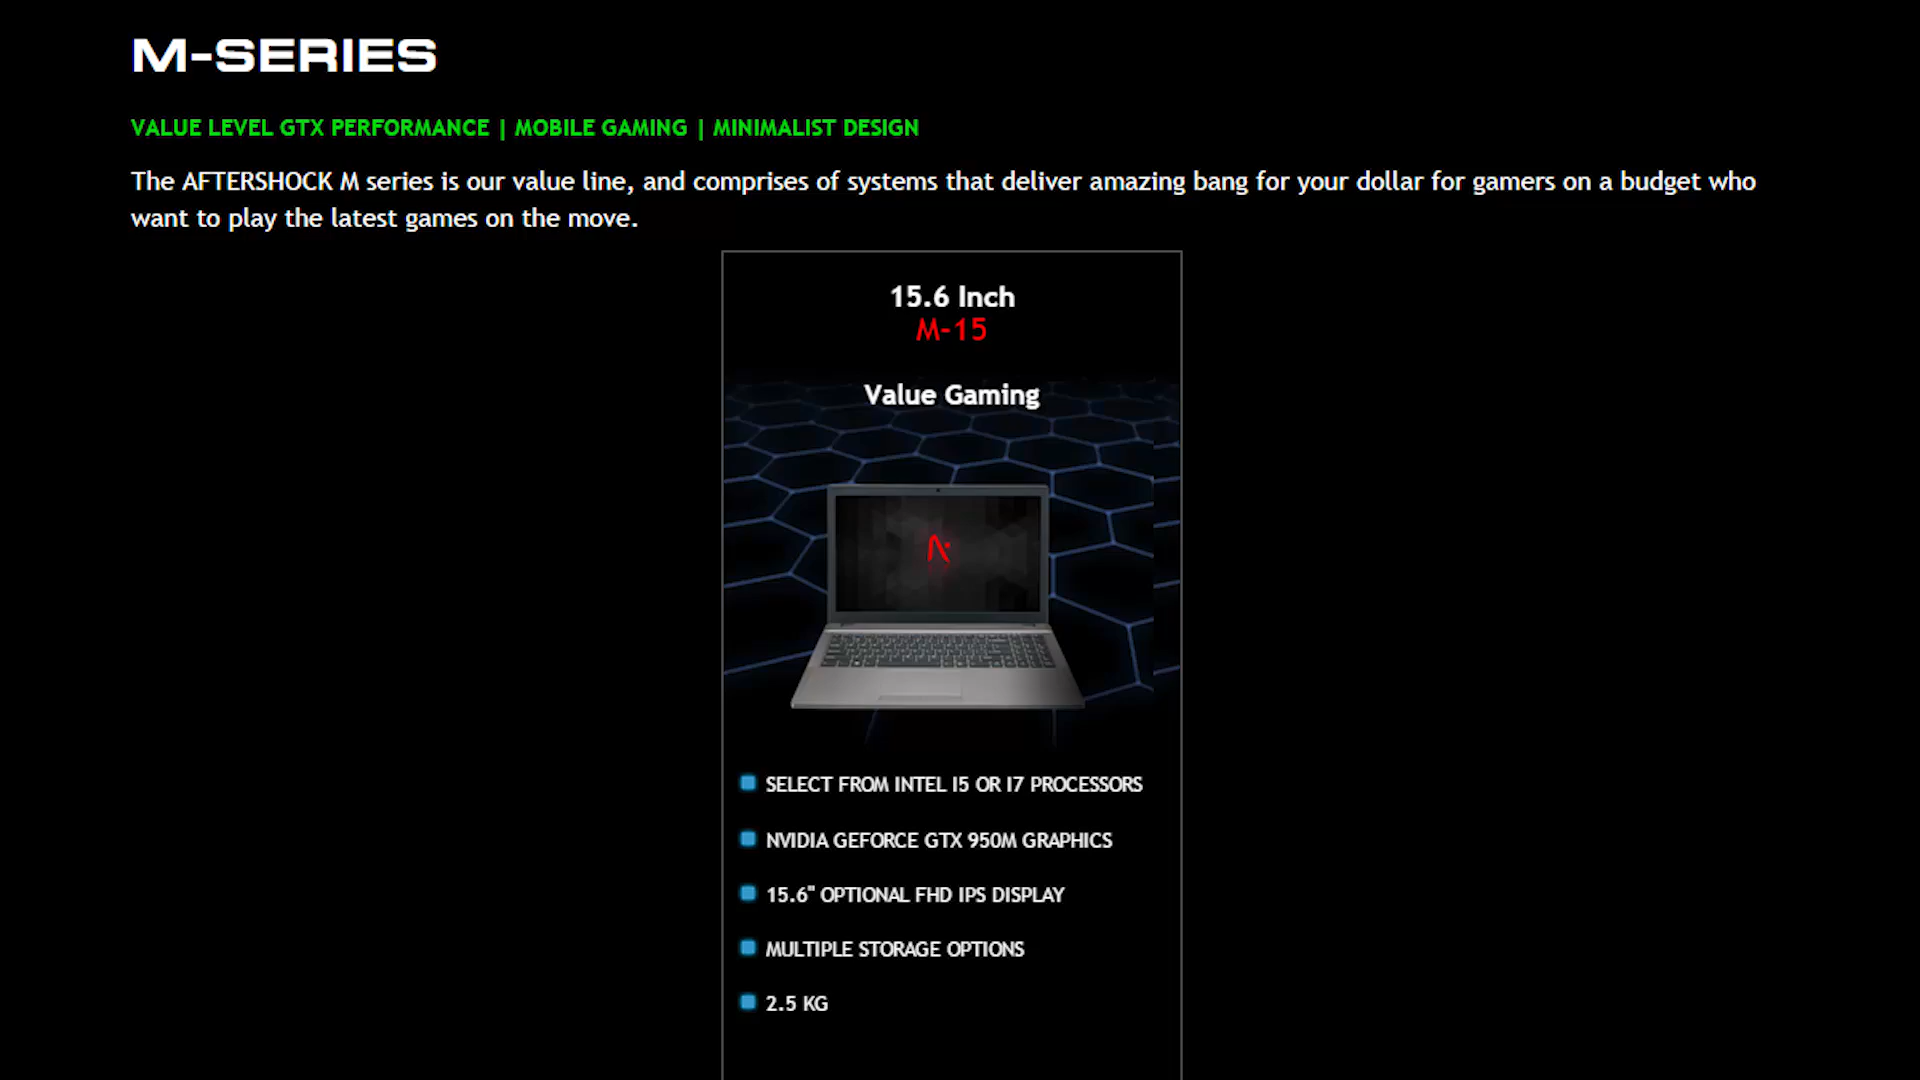 M-SERIES
VALUE LEVEL GTX PERFORMANCE | MOBILE GAMING | MINIMALIST DESIGN
The AFTERSHOCK M series is our value line, and comprises of systems that deliver amazing bang for your dollar for gamers on a budget who
want to play the latest games on the move.
15.6 Inch
M-15
Value Gaming
SELECT FROM INTEL I5 OR I7 PROCESSORS
NVIDIA GEFORCE GTX 950M GRAPHICS
15.6" OPTIONAL FHD IPS DISPLAY
MULTIPLE STORAGE OPTIONS
2.5 KG